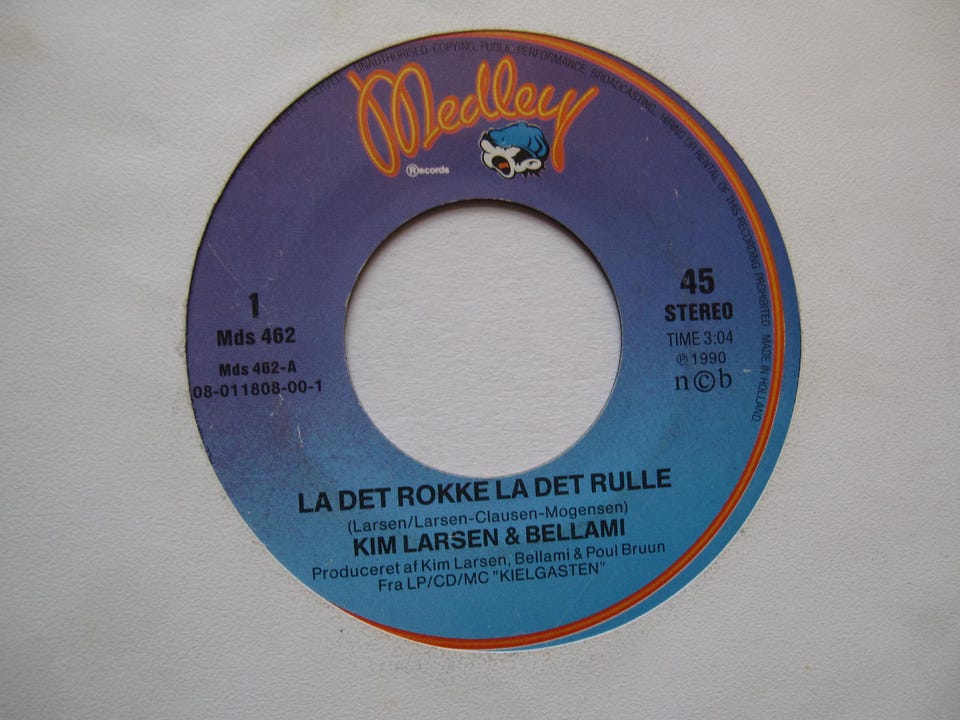 RESERVED. UNAUTHORISED COPYING, PUBLIC PERFORMANCE, BROADCASTING, HIRING OR RENTAL OF THIS RECORDING PROHIBITED. MADE IN HOLLAND.
Medley
Records
1
Mds 462
Mds 462-A
08-011808-00-1
45
STEREO
TIME 3:04
℗ 1990
n©b
LA DET ROKKE LA DET RULLE
(Larsen/Larsen-Clausen-Mogensen)
KIM LARSEN & BELLAMI
Produceret af Kim Larsen, Bellami & Poul Bruun
Fra LP/CD/MC "KIELGASTEN"